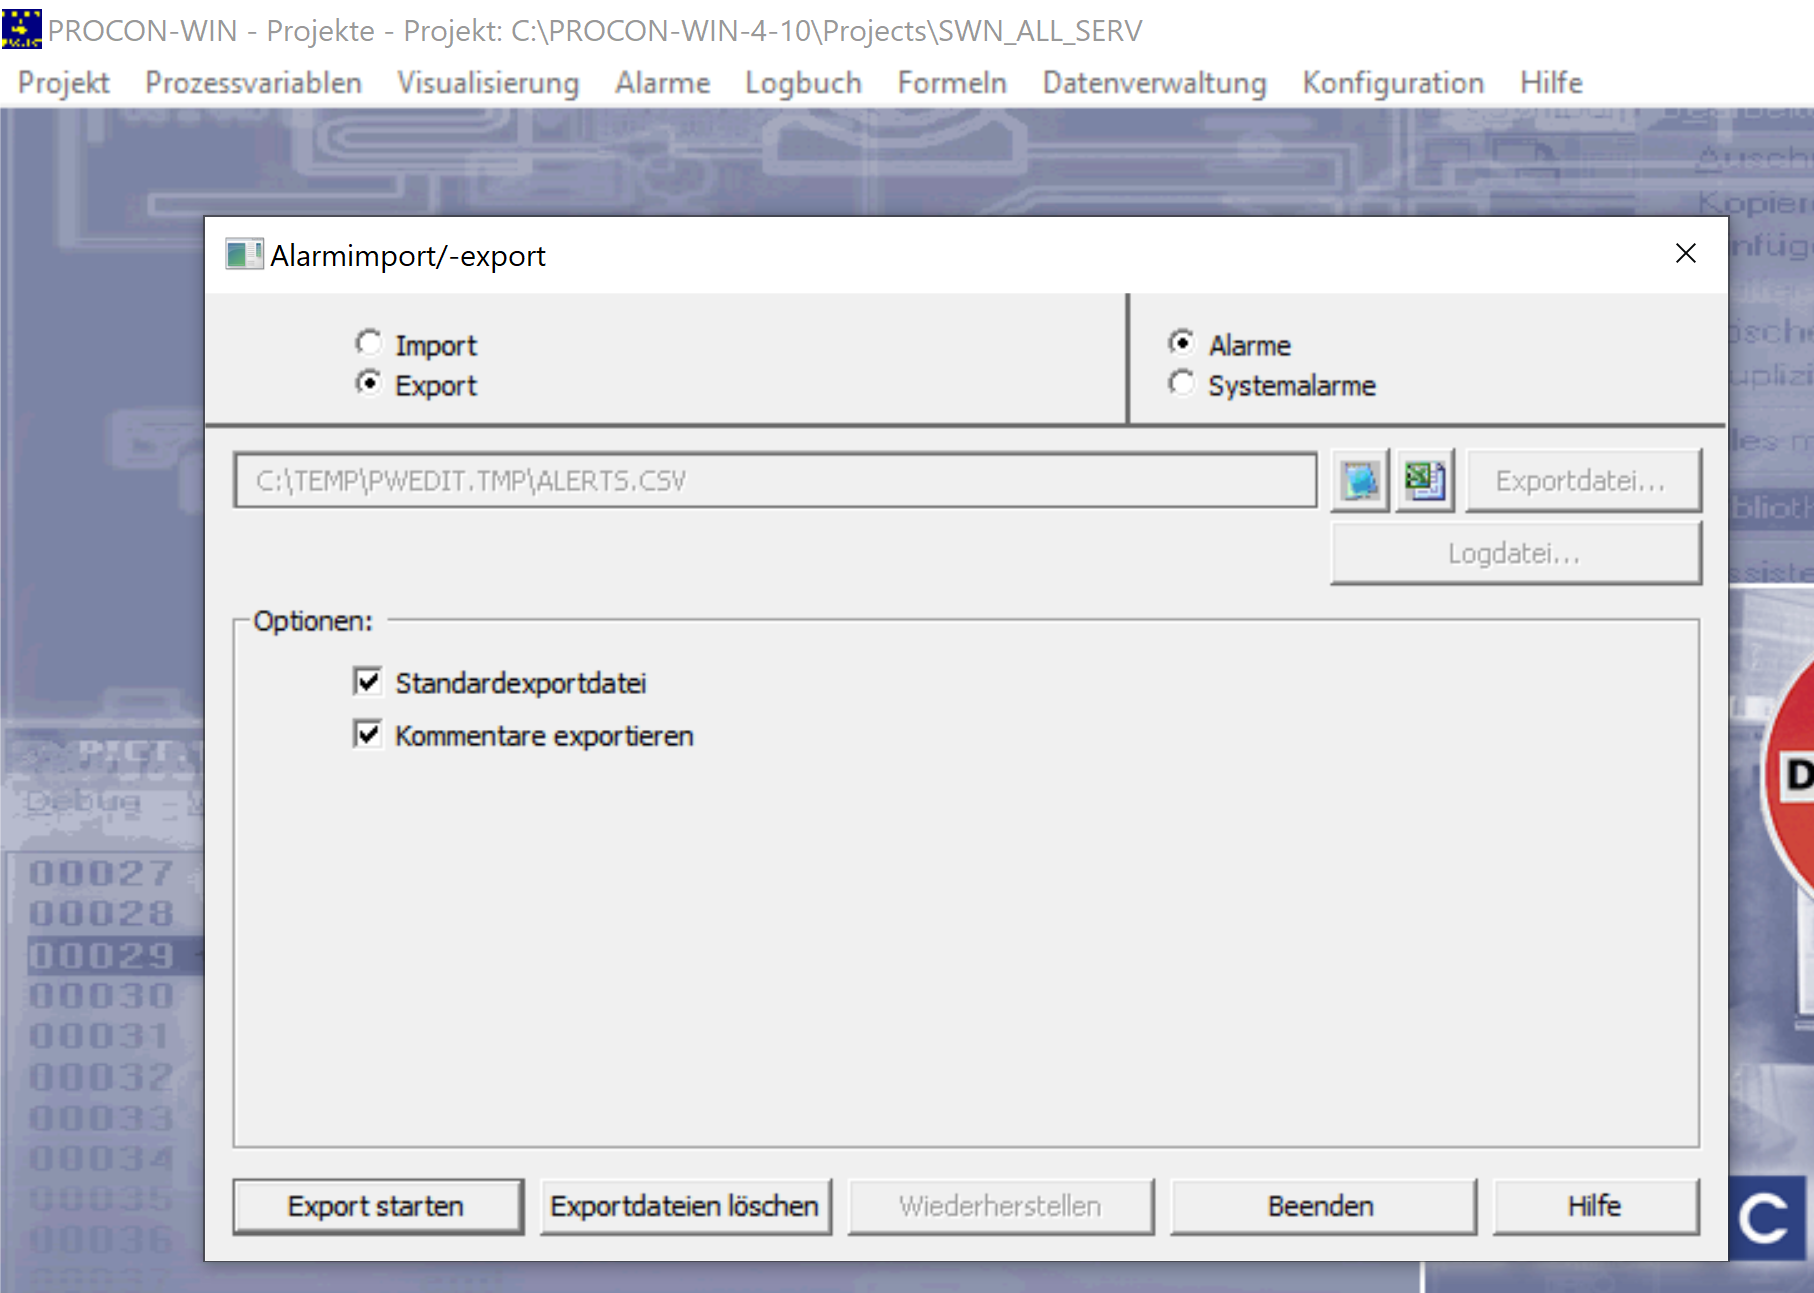 PROCON-WIN - Projekte - Projekt: C:\PROCON-WIN-4-10\Projects\SWN_ALL_SERV
Projekt Prozessvariablen Visualisierung Alarme Logbuch Formeln Datenverwaltung Konfiguration Hilfe
Alarmimport/-export
Import
Export
Alarme
Systemalarme
C:\TEMP\PWEDIT.TMP\ALERTS.CSV
Exportdatei...
Logdatei...
Optionen:
Standardexportdatei
Kommentare exportieren
Export starten
Exportdateien löschen
Wiederherstellen
Beenden
Hilfe
Debug
00027
00028
00029
00030
00031
00032
00033
00034
00035
00036
D
C